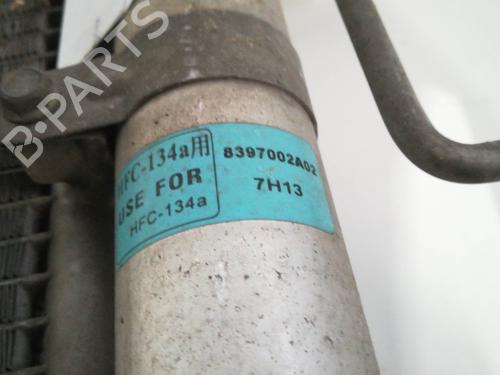 B-PARTS
HFC-134a用
USE FOR
HFC-134a
8397002A02
7H13